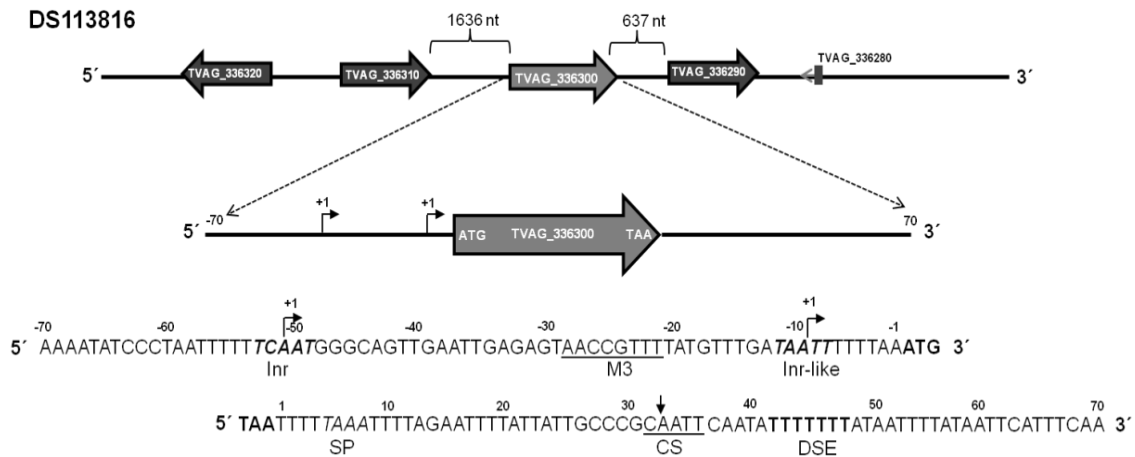 DS113816
1636 nt 637 nt
5´ TVAG_336320 TVAG_336310 TVAG_336300 TVAG_336290 TVAG_336280 3´
-70 +1 +1 70
5´ ATG TVAG_336300 TAA 3´
+1 +1
-70 -60 -50 -40 -30 -20 -10 -1
5´ AAAATATCCCTAATTTTTTCAATGGGCAGTTGAATTGAGAGTAACCGTTTTATGTTTGATAATTTTTTAAATG 3´
Inr M3 Inr-like
1 10 20 30 40 50 60 70
5´ TAATTTTTAAATTTTAGAATTTTATTATTGCCCGCAATTCAATATTTTTTTATAATTTTATAATTCATTTCAA 3´
SP CS DSE